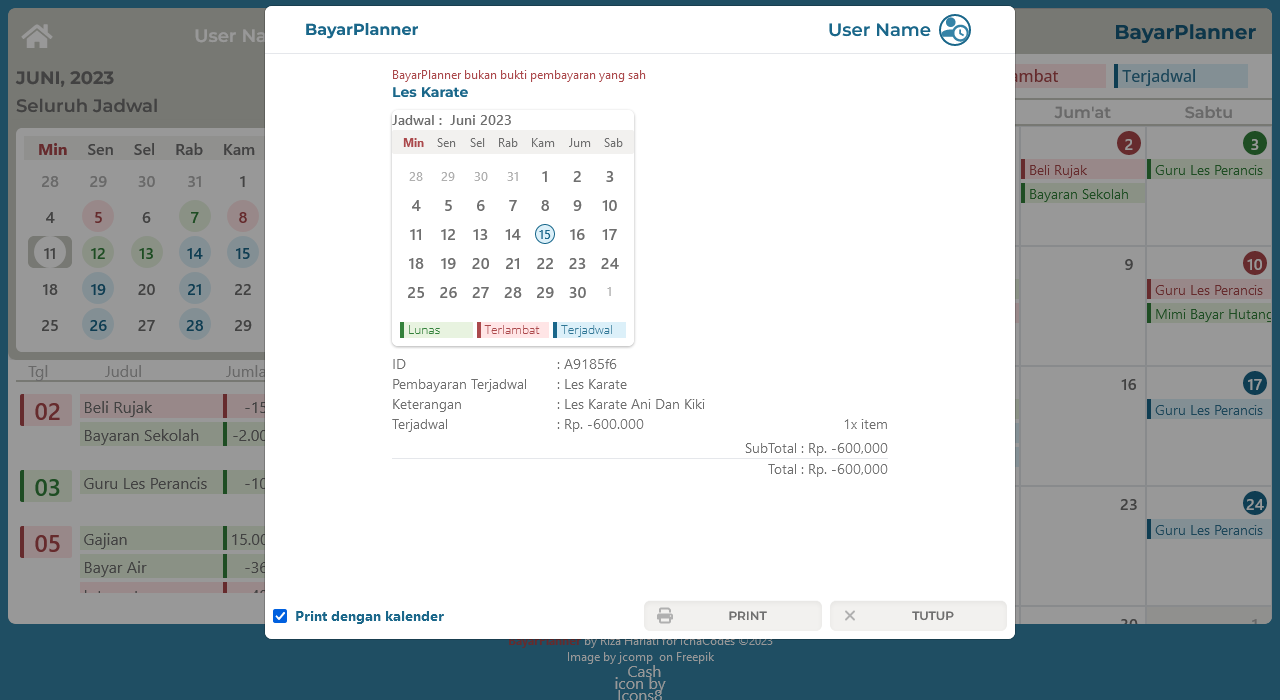 BayarPlanner
User Name
BayarPlanner bukan bukti pembayaran yang sah
Les Karate
Jadwal : Juni 2023
Min Sen Sel Rab Kam Jum Sab
28 29 30 31 1 2 3
4 5 6 7 8 9 10
11 12 13 14 15 16 17
18 19 20 21 22 23 24
25 26 27 28 29 30 1
Lunas Terlambat Terjadwal
ID : A9185f6
Pembayaran Terjadwal : Les Karate
Keterangan : Les Karate Ani Dan Kiki
Terjadwal : Rp. -600.000 1x item
SubTotal : Rp. -600,000
Total : Rp. -600,000
Print dengan kalender
PRINT
TUTUP
User Na
JUNI, 2023
Seluruh Jadwal
Min Sen Sel Rab Kam
28 29 30 31 1
4 5 6 7 8
11 12 13 14 15
18 19 20 21 22
25 26 27 28 29
Tgl Judul Jumla
02 Beli Rujak -15
Bayaran Sekolah -2.00
03 Guru Les Perancis -10
05 Gajian 15.00
Bayar Air -36
BayarPlanner
ambat Terjadwal
Jum'at Sabtu
2 3
Beli Rujak Guru Les Perancis
Bayaran Sekolah
9 10
Guru Les Perancis
Mimi Bayar Hutang
16 17
Guru Les Perancis
23 24
Guru Les Perancis
30 1
BayarPlanner by Riza Hariati for IchaCodes ©2023
Image by jcomp on Freepik
Cash
icon by
Icons8